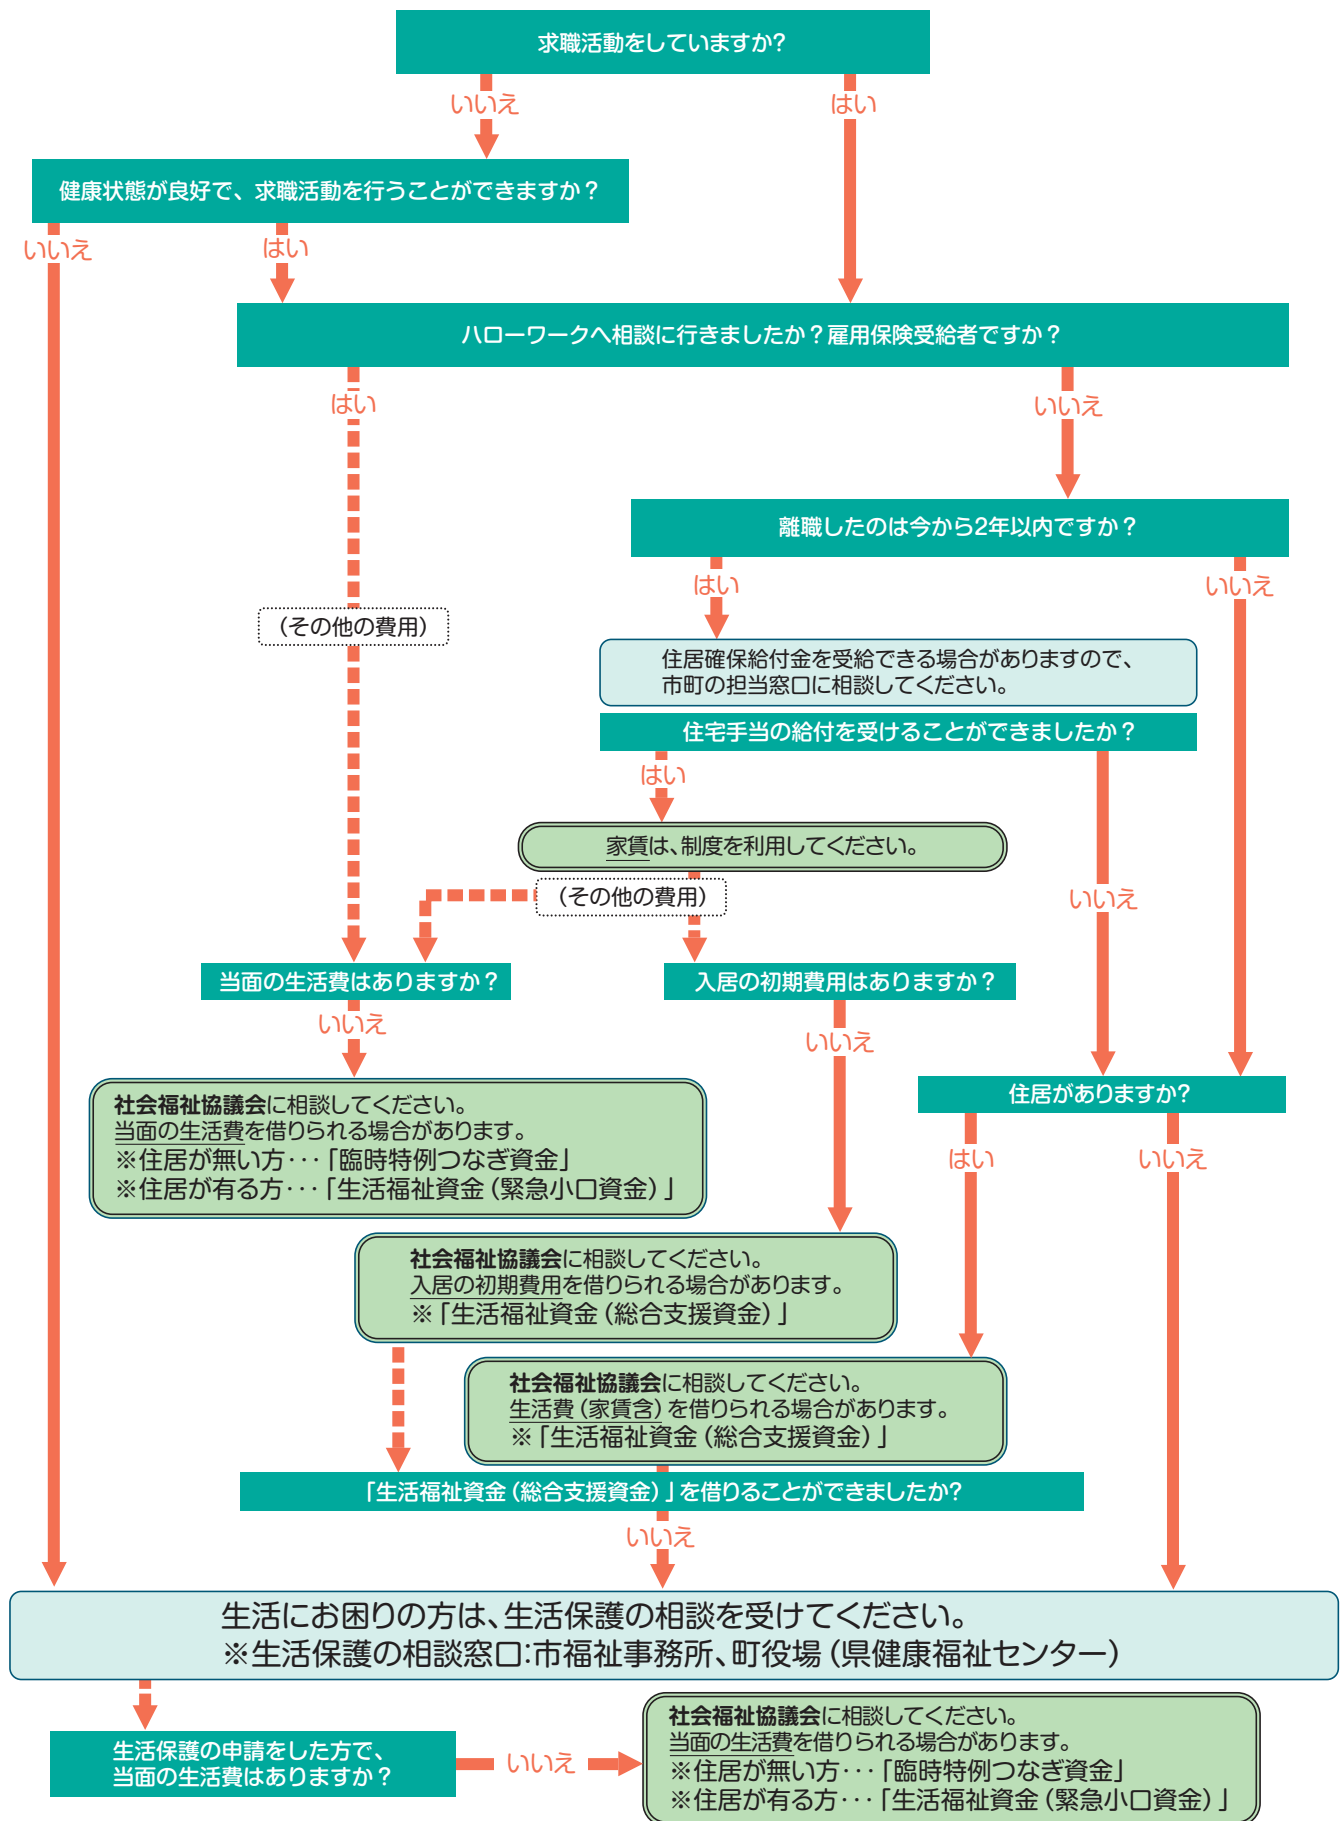 求職活動をしていますか?
いいえ
はい
健康状態が良好で、求職活動を行うことができますか？
いいえ
はい
ハローワークへ相談に行きましたか？雇用保険受給者ですか？
はい
いいえ
離職したのは今から2年以内ですか？
はい
いいえ
（その他の費用）
住居確保給付金を受給できる場合がありますので、
市町の担当窓口に相談してください。
住宅手当の給付を受けることができましたか？
はい
家賃は、制度を利用してください。
（その他の費用）
いいえ
当面の生活費はありますか？
入居の初期費用はありますか？
いいえ
いいえ
住居がありますか?
社会福祉協議会に相談してください。
当面の生活費を借りられる場合があります。
※住居が無い方･･･「臨時特例つなぎ資金」
※住居が有る方･･･「生活福祉資金（緊急小口資金）」
はい
いいえ
社会福祉協議会に相談してください。
入居の初期費用を借りられる場合があります。
※「生活福祉資金（総合支援資金）」
社会福祉協議会に相談してください。
生活費（家賃含）を借りられる場合があります。
※「生活福祉資金（総合支援資金）」
「生活福祉資金（総合支援資金）」を借りることができましたか?
いいえ
生活にお困りの方は、生活保護の相談を受けてください。
※生活保護の相談窓口:市福祉事務所、町役場（県健康福祉センター）
生活保護の申請をした方で、
当面の生活費はありますか？
いいえ
社会福祉協議会に相談してください。
当面の生活費を借りられる場合があります。
※住居が無い方･･･「臨時特例つなぎ資金」
※住居が有る方･･･「生活福祉資金（緊急小口資金）」